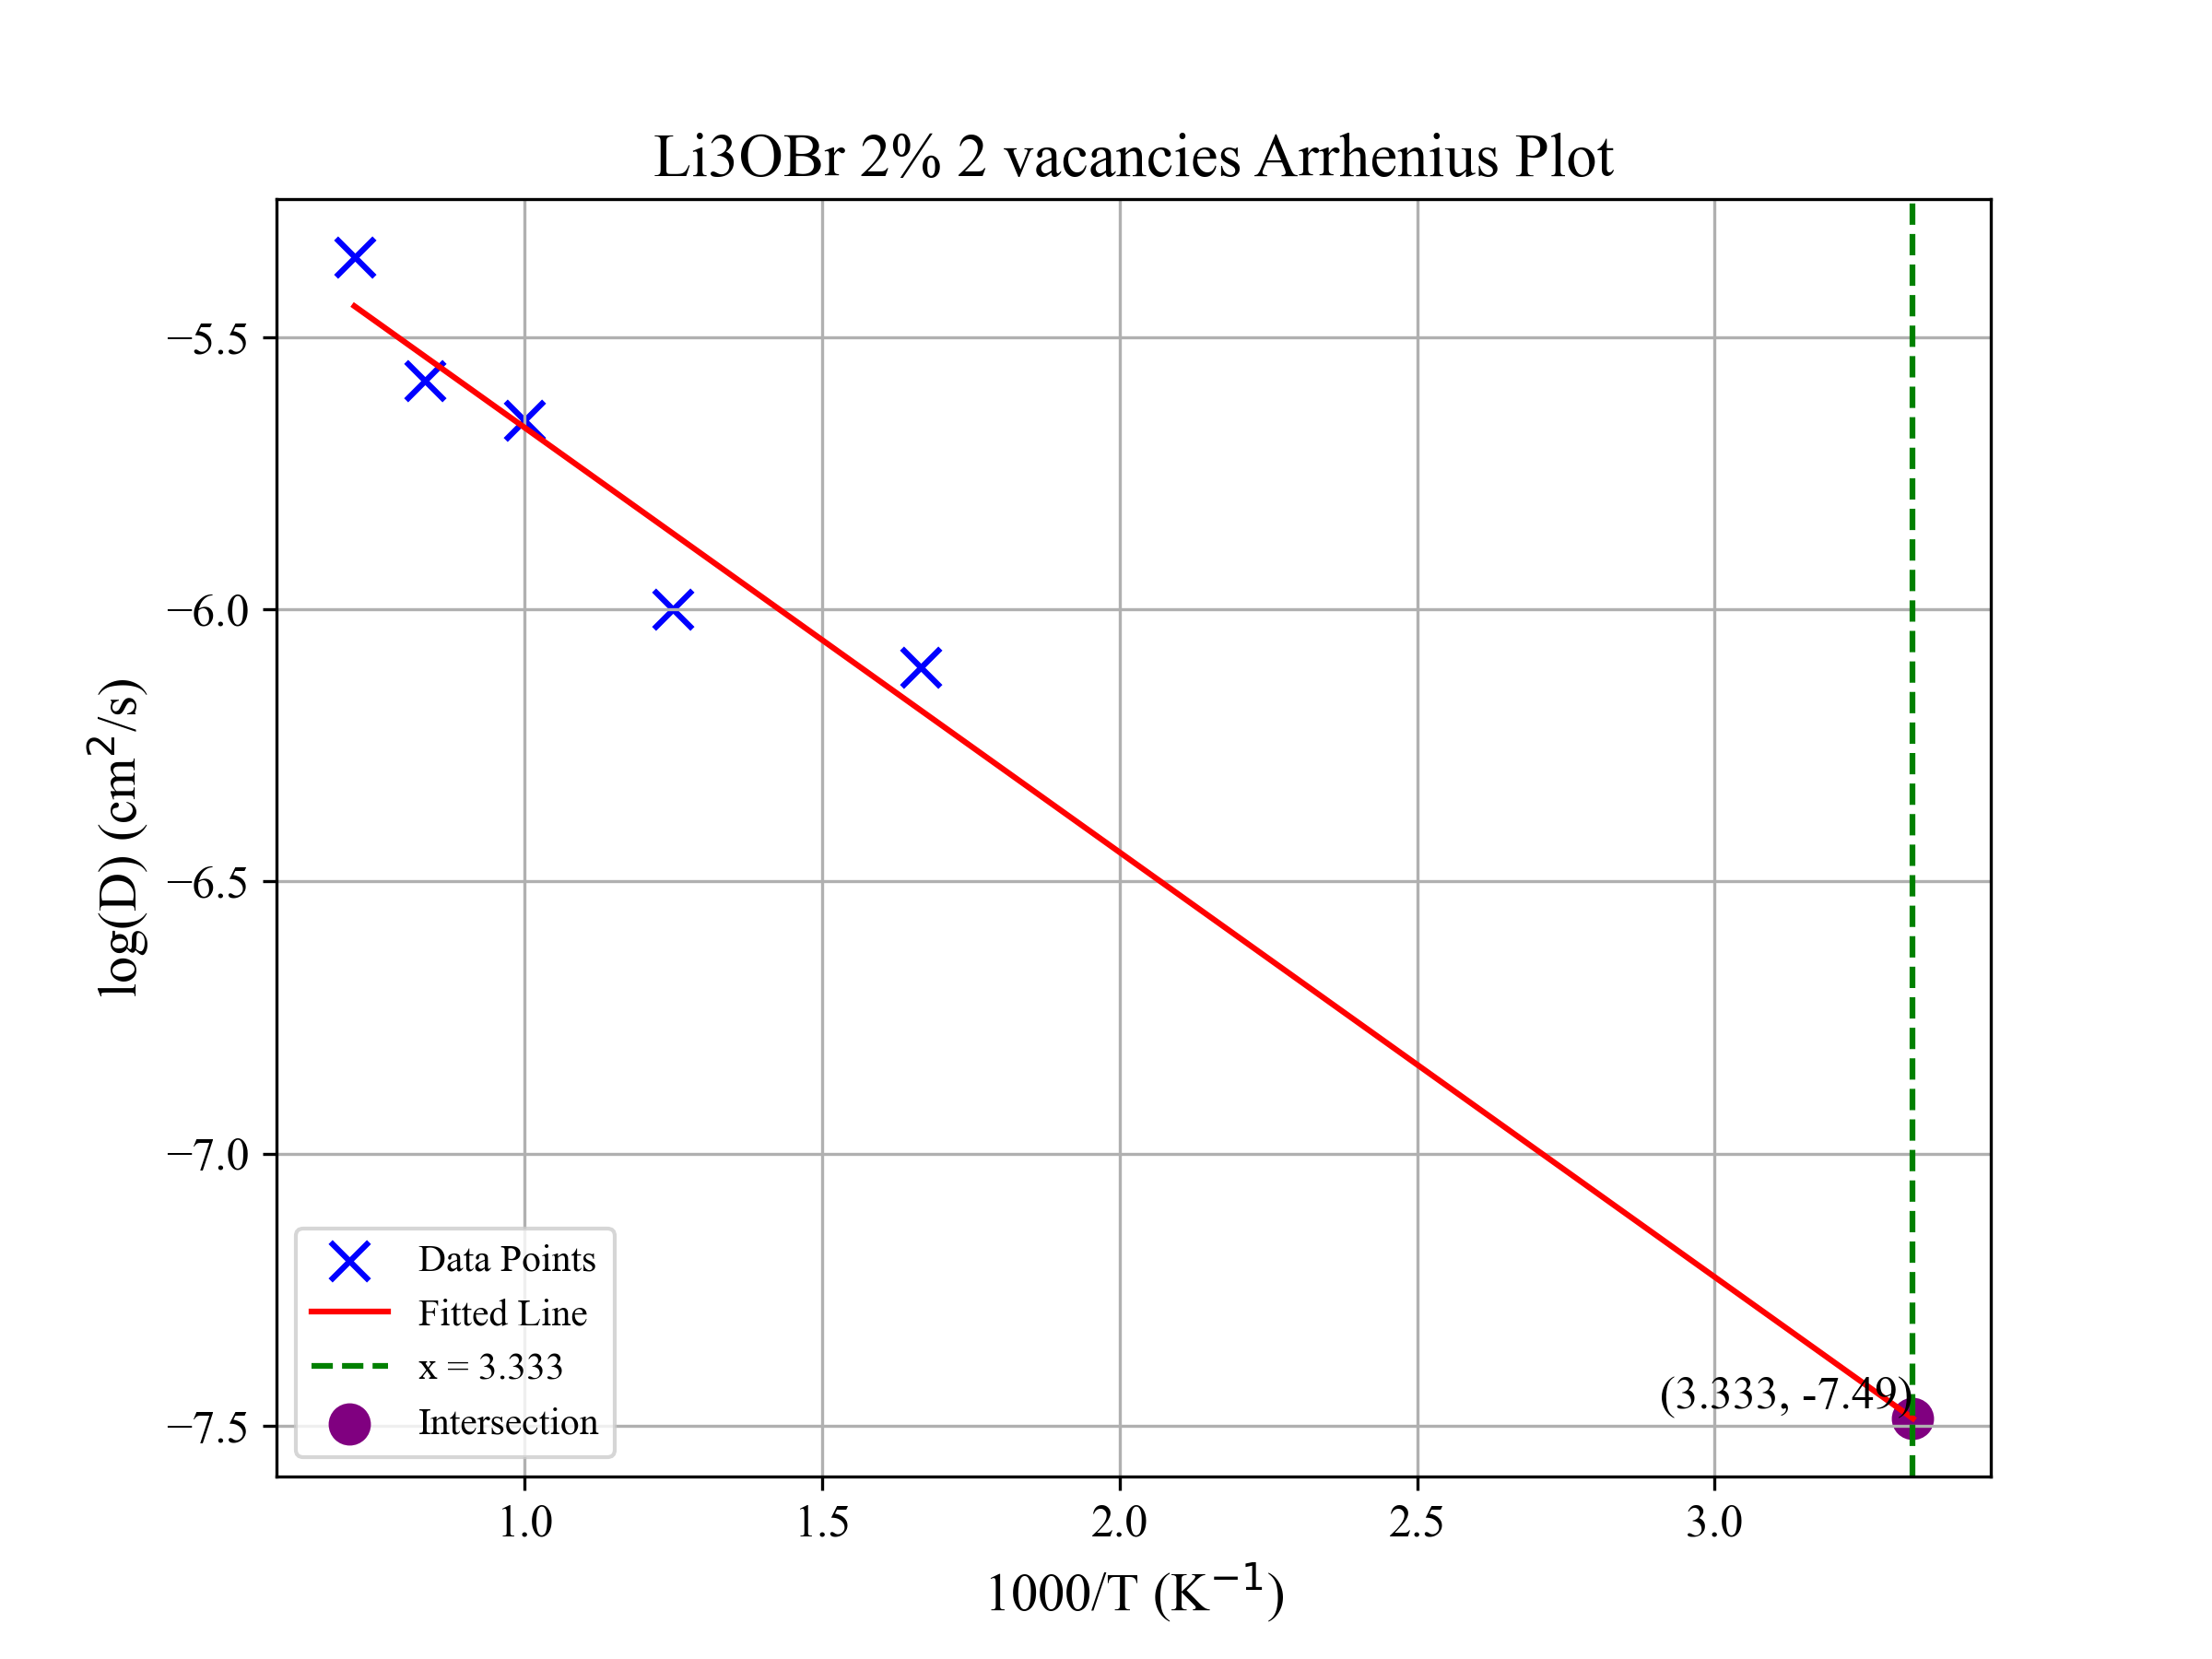 Li3OBr 2% 2 vacancies Arrhenius Plot
log(D) (cm²/s)
−5.5
−6.0
−6.5
−7.0
−7.5
Data Points
Fitted Line
x = 3.333
Intersection
(3.333, -7.49)
1.0 1.5 2.0 2.5 3.0
1000/T (K⁻¹)